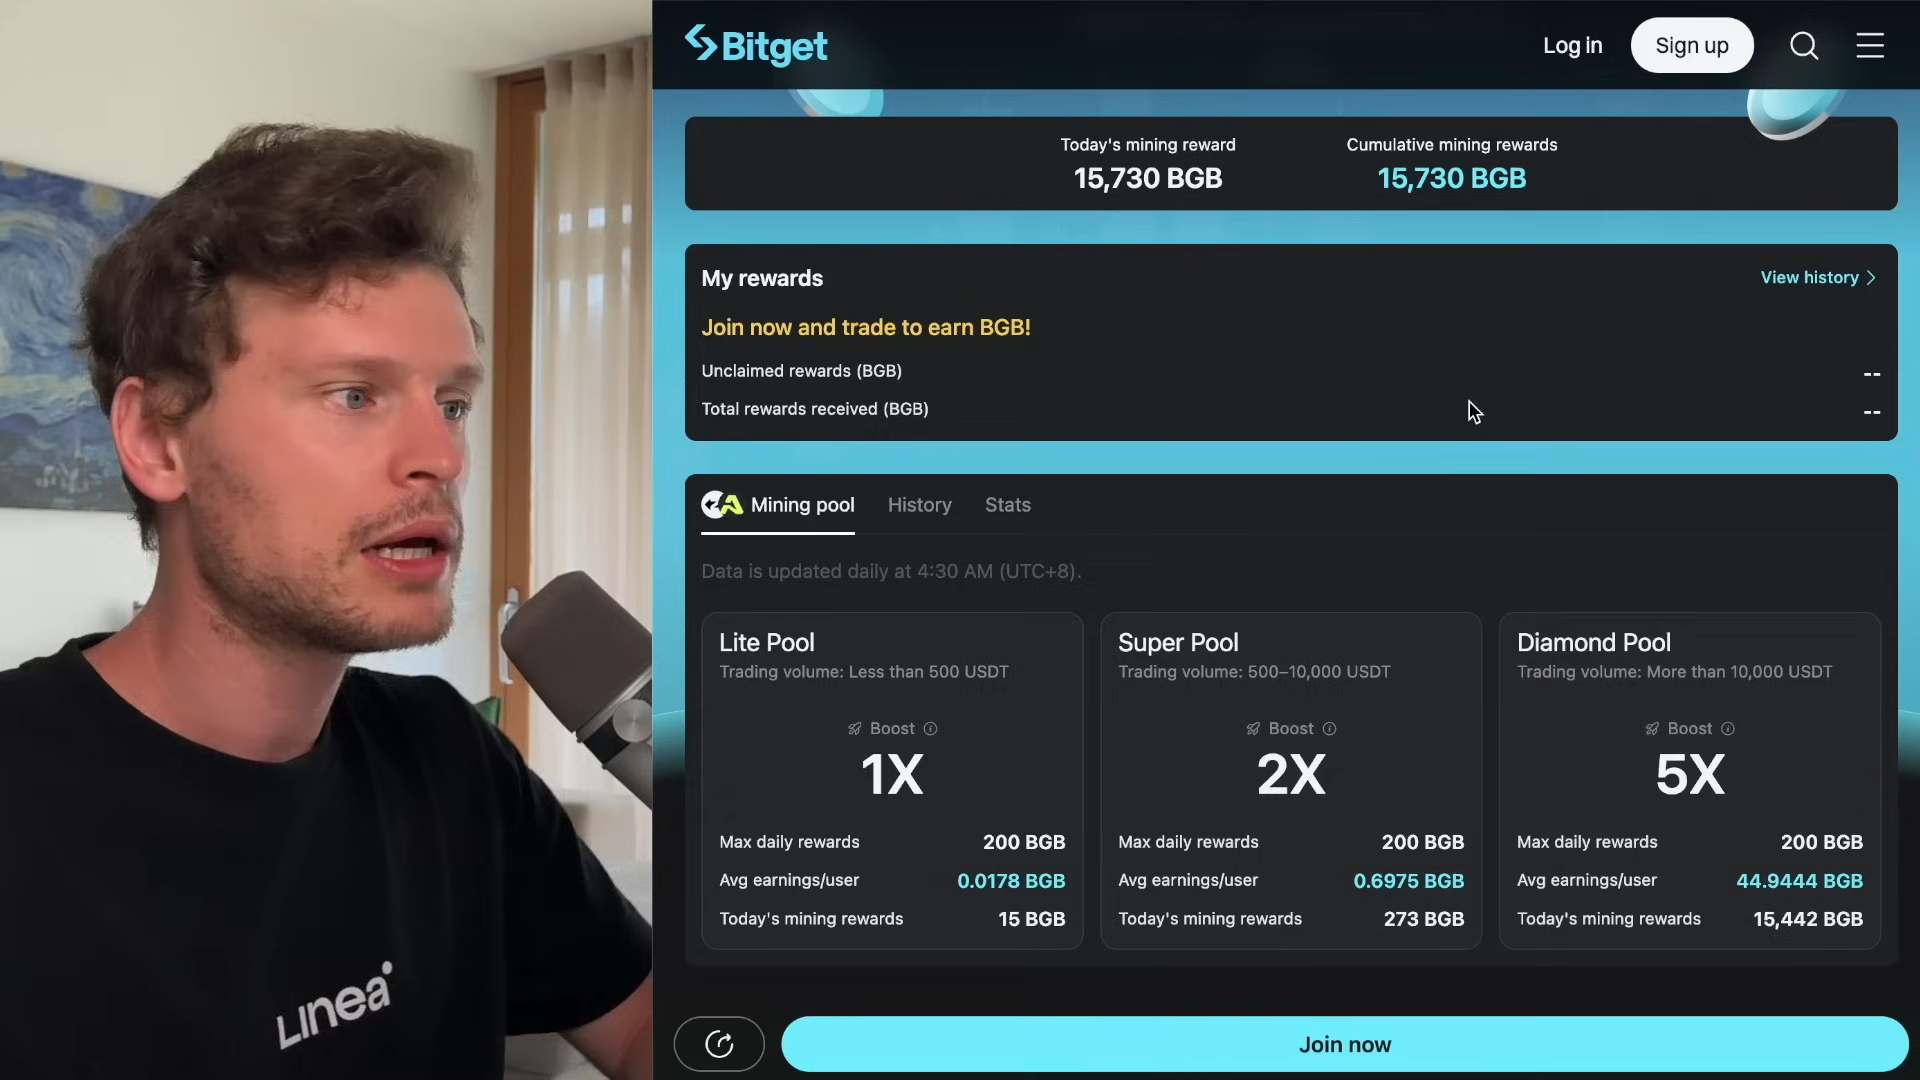 Bitget
Log in
Sign up
Today's mining reward
15,730 BGB
Cumulative mining rewards
15,730 BGB
My rewards
View history
Join now and trade to earn BGB!
Unclaimed rewards (BGB)
--
Total rewards received (BGB)
--
Mining pool
History
Stats
Data is updated daily at 4:30 AM (UTC+8).
Lite Pool
Trading volume: Less than 500 USDT
Boost
1X
Max daily rewards 200 BGB
Avg earnings/user 0.0178 BGB
Today's mining rewards 15 BGB
Super Pool
Trading volume: 500–10,000 USDT
Boost
2X
Max daily rewards 200 BGB
Avg earnings/user 0.6975 BGB
Today's mining rewards 273 BGB
Diamond Pool
Trading volume: More than 10,000 USDT
Boost
5X
Max daily rewards 200 BGB
Avg earnings/user 44.9444 BGB
Today's mining rewards 15,442 BGB
Join now
Linea